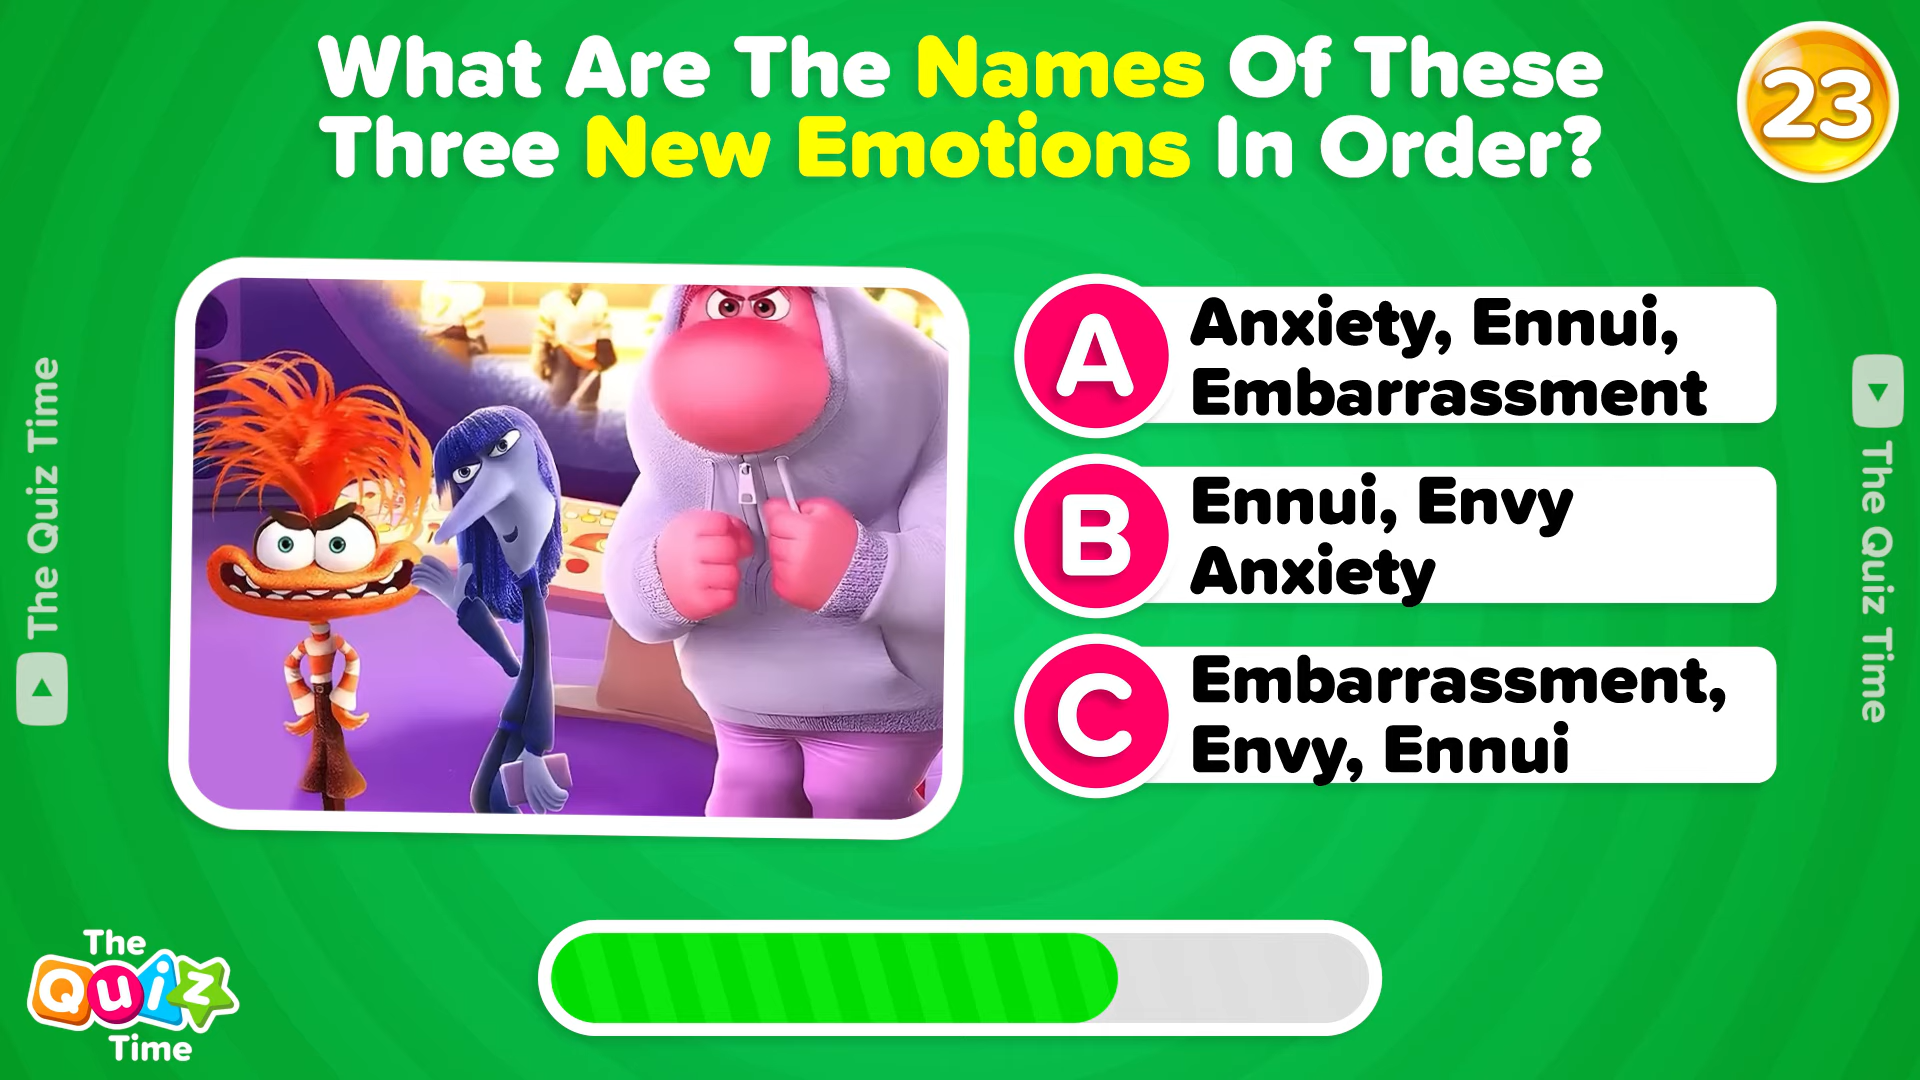 What Are The Names Of These
Three New Emotions In Order?
23
A
Anxiety, Ennui,
Embarrassment
B
Ennui, Envy
Anxiety
C
Embarrassment,
Envy, Ennui
The Quiz Time
The Quiz Time
The
Quiz
Time